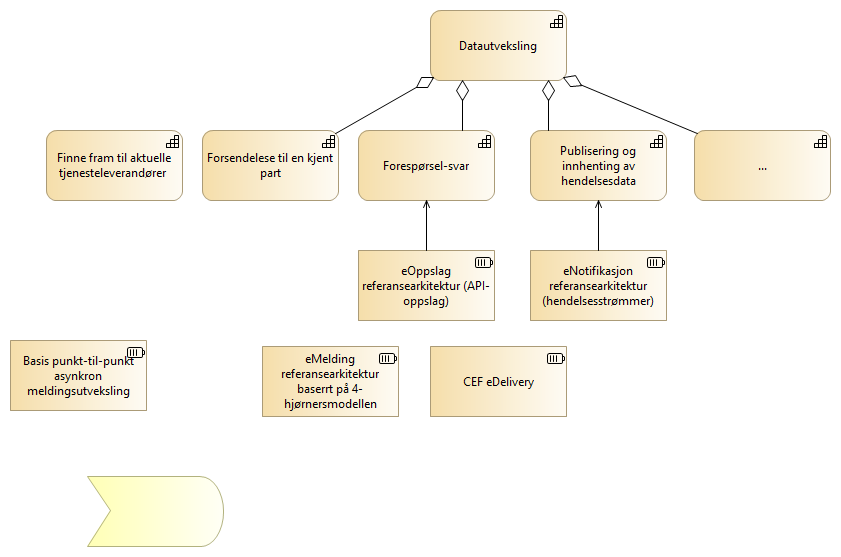 Datautveksling
Finne fram til aktuelle
tjenesteleverandører
Forsendelese til en kjent
part
Forespørsel-svar
Publisering og
innhenting av
hendelsesdata
...
eOppslag
referansearkitektur (API-
oppslag)
eNotifikasjon
referansearkitektur
(hendelsesstrømmer)
Basis punkt-til-punkt
asynkron
meldingsutveksling
eMelding
referansearkitektur
baserrt på 4-
hjørnersmodellen
CEF eDelivery